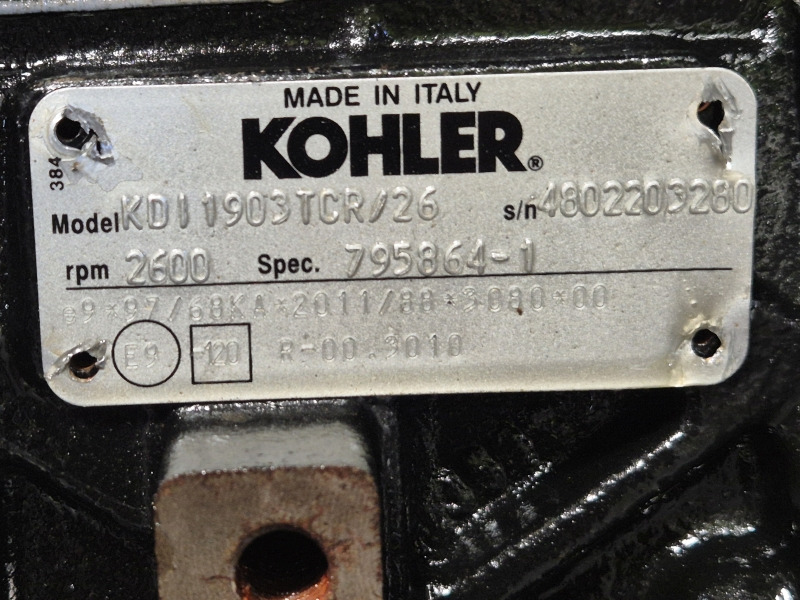 MADE IN ITALY
KOHLER®
384
Model KDI 1903TCR/26 s/n 4802203280
rpm 2600 Spec. 795864-1
e9*97/68KA*2011/88*3080*00
E9 120 R-00.3010